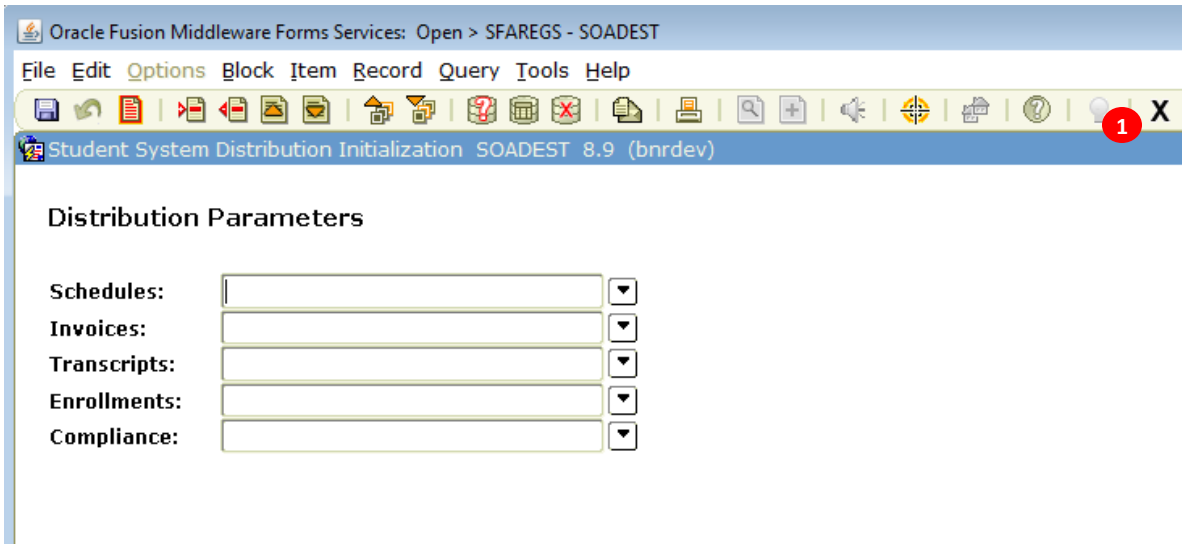 Oracle Fusion Middleware Forms Services: Open > SFAREGS - SOADEST
File Edit Options Block Item Record Query Tools Help
X
1
Student System Distribution Initialization SOADEST 8.9 (bnrdev)
Distribution Parameters
Schedules:
Invoices:
Transcripts:
Enrollments:
Compliance: